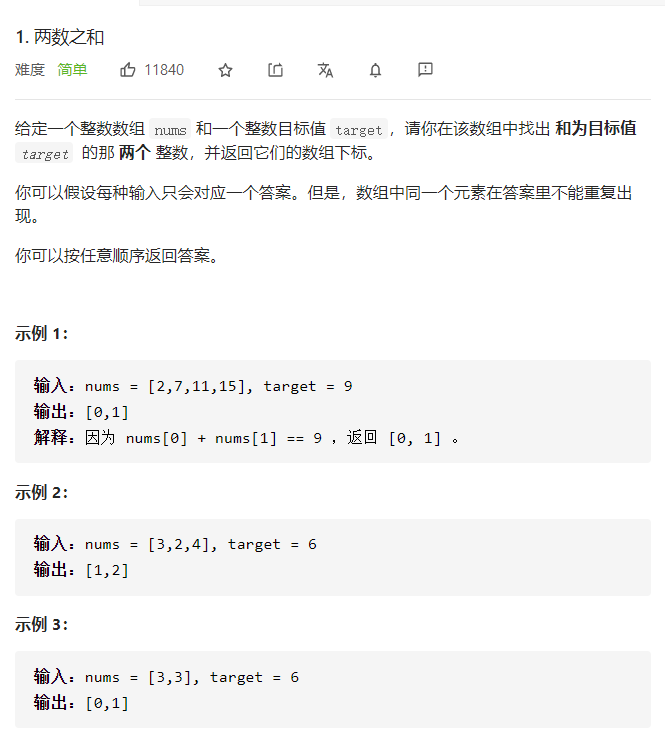 1. 两数之和
难度 简单 11840
给定一个整数数组 nums 和一个整数目标值 target，请你在该数组中找出 和为目标值
target 的那 两个 整数，并返回它们的数组下标。
你可以假设每种输入只会对应一个答案。但是，数组中同一个元素在答案里不能重复出
现。
你可以按任意顺序返回答案。
示例 1：
输入：nums = [2,7,11,15], target = 9
输出：[0,1]
解释：因为 nums[0] + nums[1] == 9 ，返回 [0, 1] 。
示例 2：
输入：nums = [3,2,4], target = 6
输出：[1,2]
示例 3：
输入：nums = [3,3], target = 6
输出：[0,1]